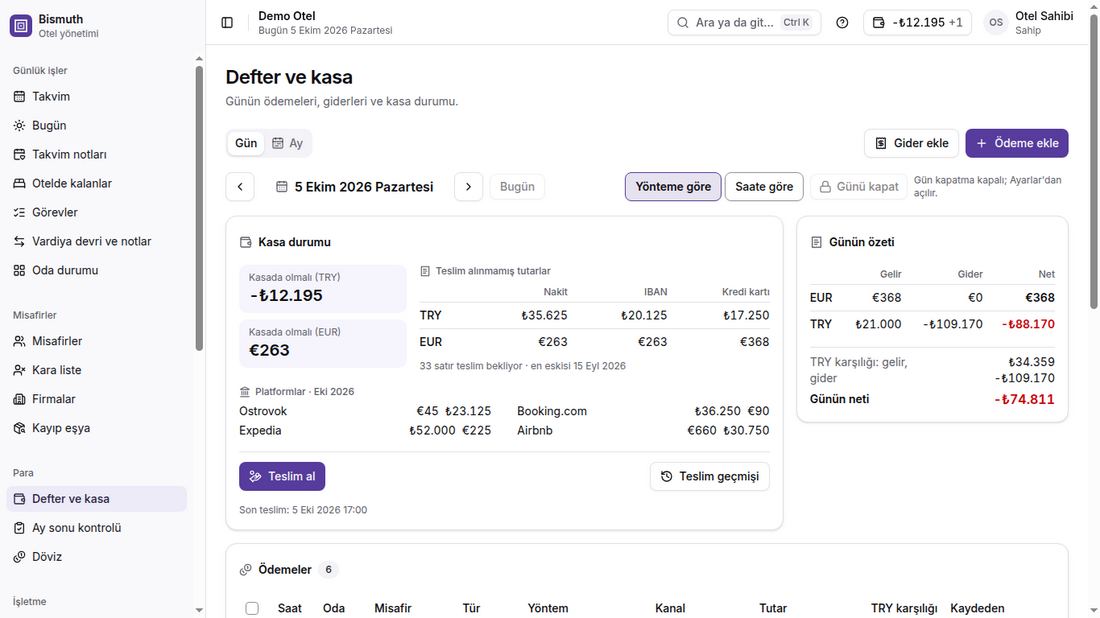 Bismuth
Otel yönetimi
Günlük işler
Takvim
Bugün
Takvim notları
Otelde kalanlar
Görevler
Vardiya devri ve notlar
Oda durumu
Misafirler
Misafirler
Kara liste
Firmalar
Kayıp eşya
Para
Defter ve kasa
Ay sonu kontrolü
Döviz
İşletme
Demo Otel
Bugün 5 Ekim 2026 Pazartesi
Ara ya da git... Ctrl K
-₺12.195 +1
OS
Otel Sahibi
Sahip
Defter ve kasa
Günün ödemeleri, giderleri ve kasa durumu.
Gün Ay
Gider ekle
Ödeme ekle
5 Ekim 2026 Pazartesi
Bugün
Yönteme göre
Saate göre
Günü kapat
Gün kapatma kapalı; Ayarlar'dan
açılır.
Kasa durumu
Kasada olmalı (TRY)
-₺12.195
Kasada olmalı (EUR)
€263
Teslim alınmamış tutarlar
Nakit IBAN Kredi kartı
TRY ₺35.625 ₺20.125 ₺17.250
EUR €263 €263 €368
33 satır teslim bekliyor · en eskisi 15 Eyl 2026
Platformlar · Eki 2026
Ostrovok €45 ₺23.125 Booking.com ₺36.250 €90
Expedia ₺52.000 €225 Airbnb €660 ₺30.750
Teslim al
Teslim geçmişi
Son teslim: 5 Eki 2026 17:00
Günün özeti
Gelir Gider Net
EUR €368 €0 €368
TRY ₺21.000 -₺109.170 -₺88.170
TRY karşılığı: gelir, ₺34.359
gider -₺109.170
Günün neti -₺74.811
Ödemeler 6
Saat Oda Misafir Tür Yöntem Kanal Tutar TRY karşılığı Kaydeden